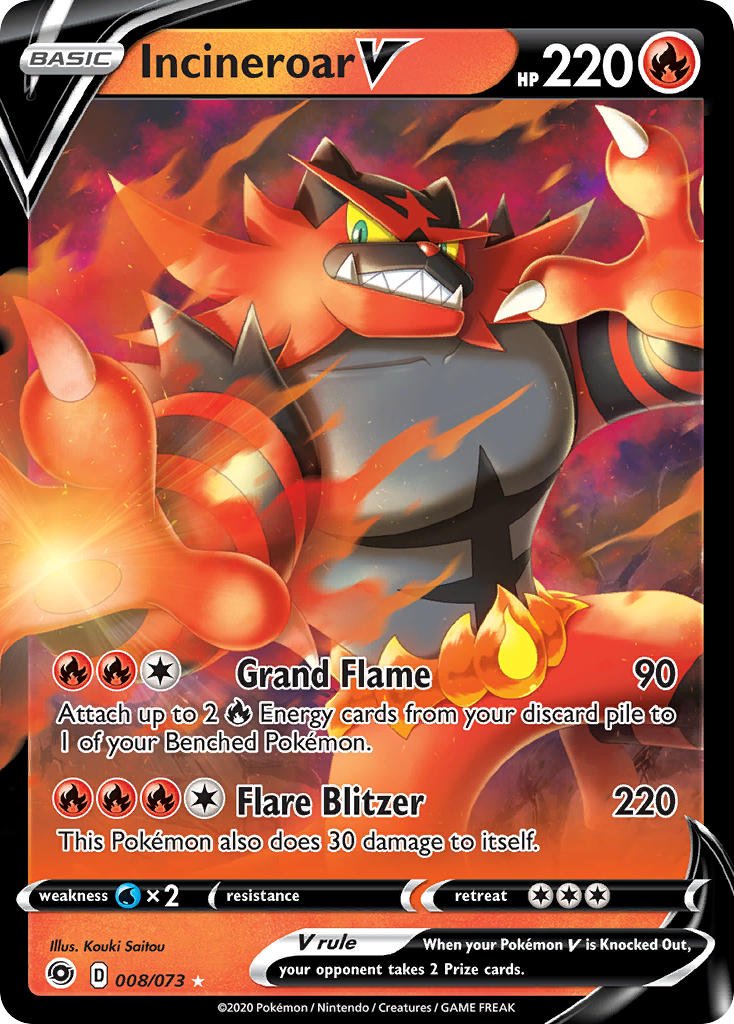 BASIC
Incineroar V HP 220
Grand Flame 90
Attach up to 2 Energy cards from your discard pile to
1 of your Benched Pokémon.
Flare Blitzer 220
This Pokémon also does 30 damage to itself.
weakness ×2 resistance retreat
Illus. Kouki Saitou
V rule When your Pokémon V is Knocked Out,
your opponent takes 2 Prize cards.
D 008/073
©2020 Pokémon / Nintendo / Creatures / GAME FREAK